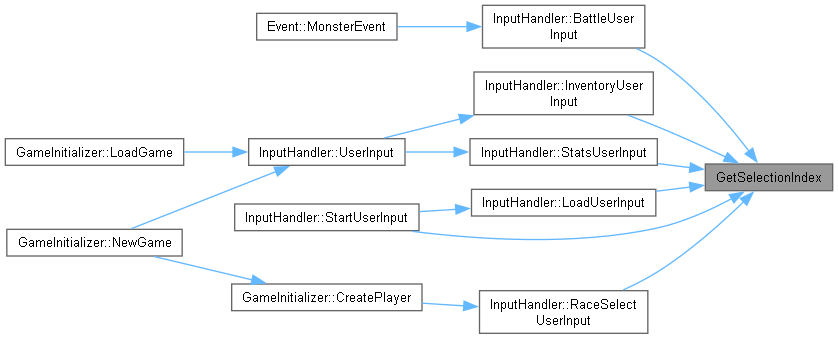 Event::MonsterEvent
InputHandler::BattleUser
Input
InputHandler::InventoryUser
Input
GameInitializer::LoadGame
InputHandler::UserInput
InputHandler::StatsUserInput
GetSelectionIndex
InputHandler::StartUserInput
InputHandler::LoadUserInput
GameInitializer::NewGame
GameInitializer::CreatePlayer
InputHandler::RaceSelect
UserInput